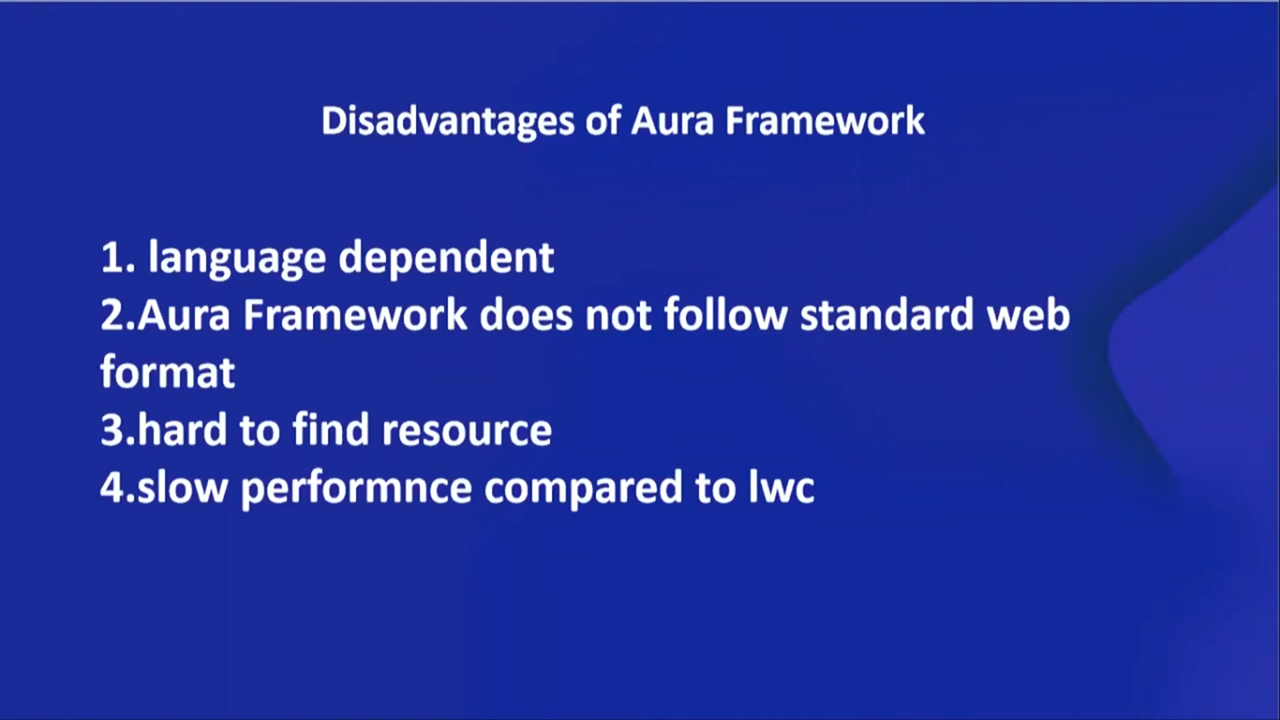 Disadvantages of Aura Framework
1. language dependent
2.Aura Framework does not follow standard web
format
3.hard to find resource
4.slow performnce compared to lwc